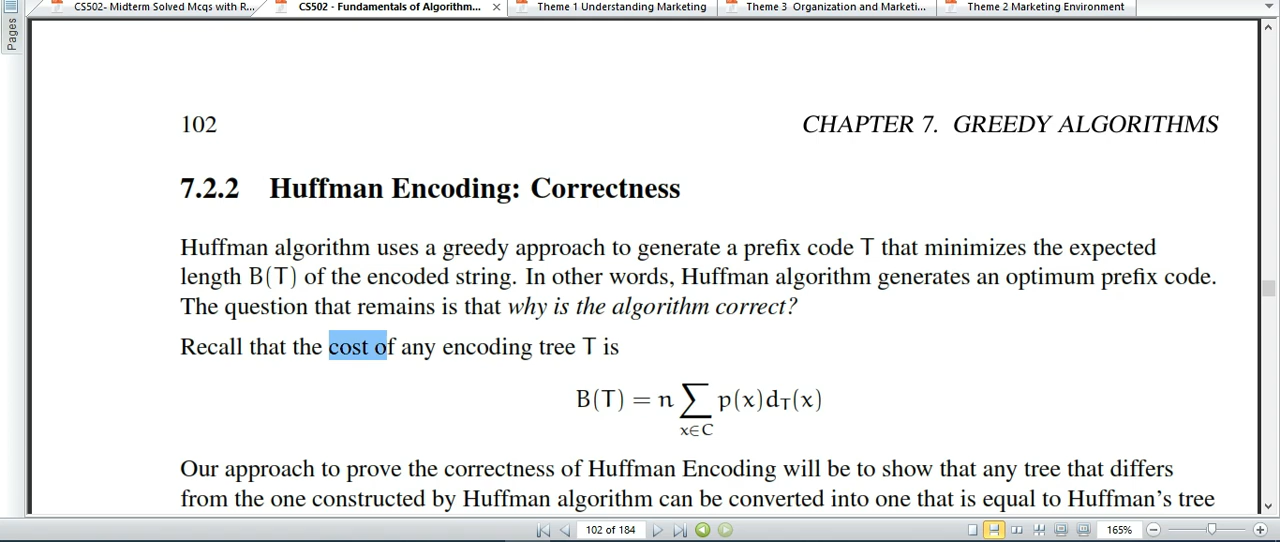 CS502- Midterm Solved Mcqs with R...
CS502 - Fundamentals of Algorithm...
Theme 1 Understanding Marketing
Theme 3 Organization and Marketi...
Theme 2 Marketing Environment
Pages
102
CHAPTER 7. GREEDY ALGORITHMS
7.2.2 Huffman Encoding: Correctness
Huffman algorithm uses a greedy approach to generate a prefix code T that minimizes the expected
length B(T) of the encoded string. In other words, Huffman algorithm generates an optimum prefix code.
The question that remains is that why is the algorithm correct?
Recall that the cost of any encoding tree T is
B(T) = n ∑ p(x)dT(x)
x∈C
Our approach to prove the correctness of Huffman Encoding will be to show that any tree that differs
from the one constructed by Huffman algorithm can be converted into one that is equal to Huffman's tree
102 of 184
165%